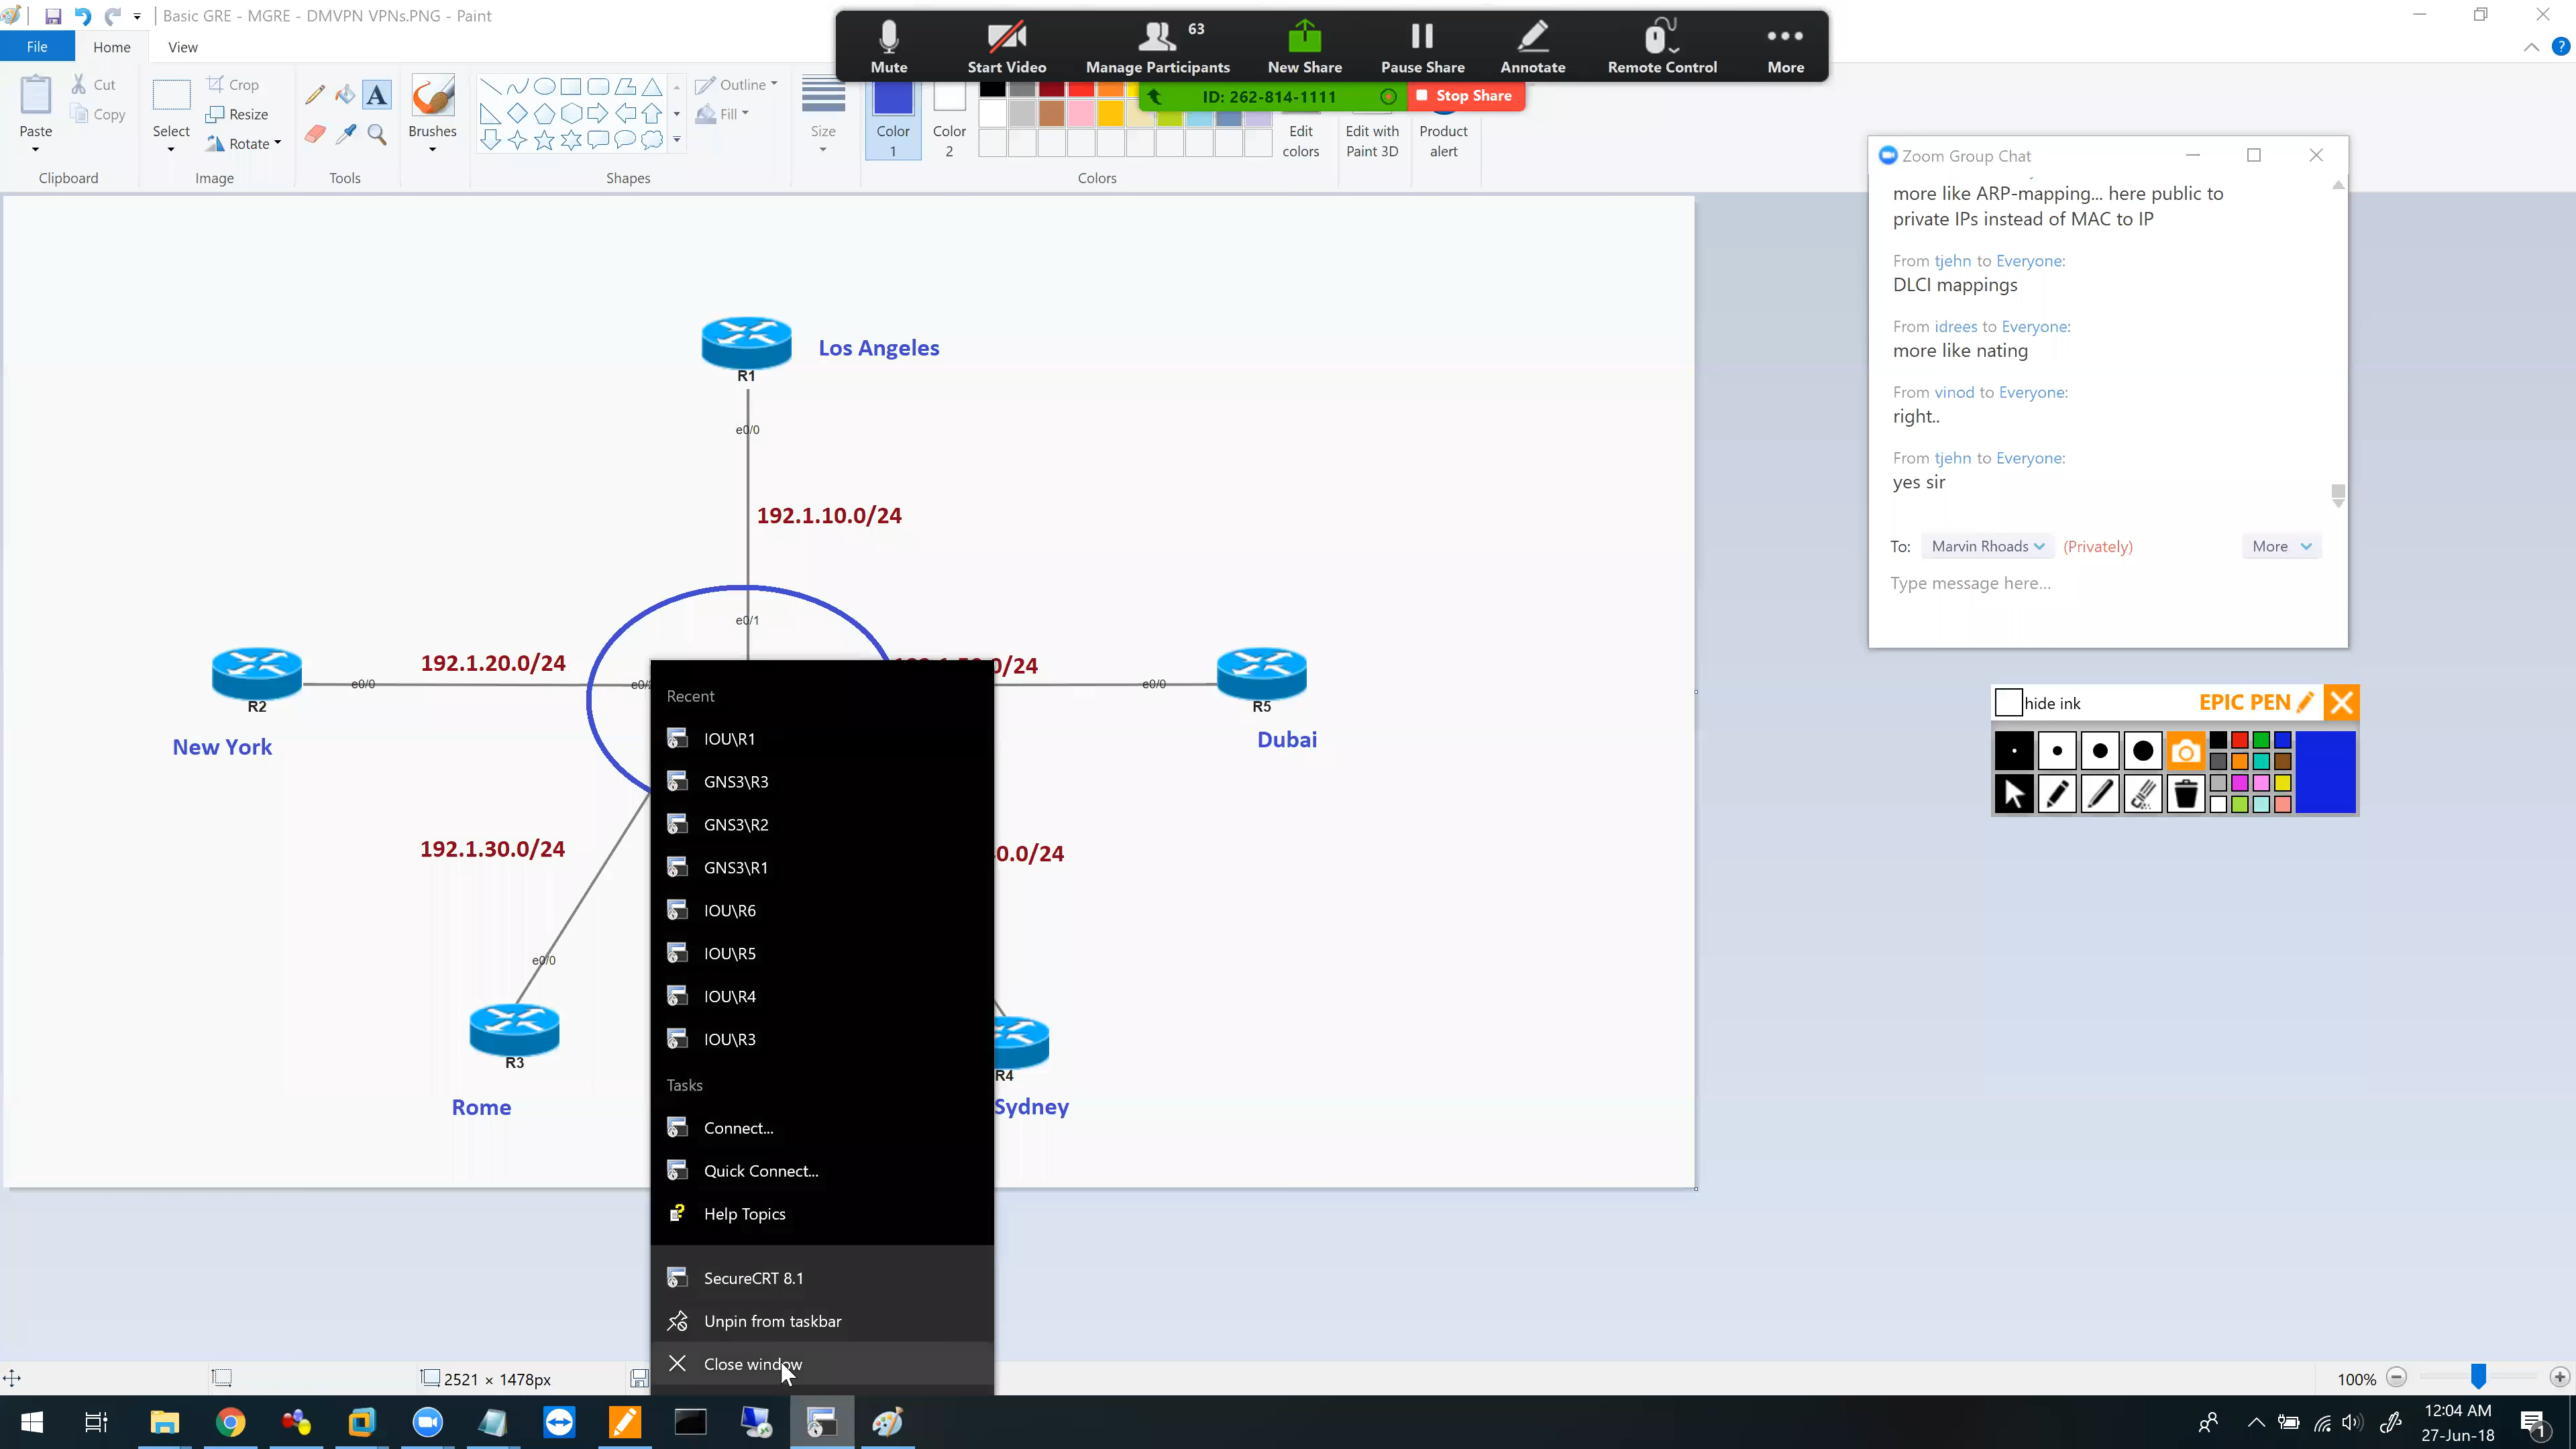 Basic GRE - MGRE - DMVPN VPNs.PNG - Paint
File
Home
View
Mute
Start Video
63
Manage Participants
New Share
Pause Share
Annotate
Remote Control
More
ID: 262-814-1111
Stop Share
Paste
Cut
Copy
Clipboard
Select
Crop
Resize
Rotate
Image
A
Tools
Brushes
Outline
Fill
Shapes
Size
Color
1
Color
2
Edit
colors
Edit with
Paint 3D
Product
alert
Colors
Zoom Group Chat
more like ARP-mapping... here public to
private IPs instead of MAC to IP
From tjehn to Everyone:
DLCI mappings
From idrees to Everyone:
more like nating
From vinod to Everyone:
right..
From tjehn to Everyone:
yes sir
To: Marvin Rhoads (Privately)
More
Type message here...
hide ink
EPIC PEN
R1
Los Angeles
e0/0
192.1.10.0/24
e0/1
192.1.20.0/24
e0/0
R2
New York
0/24
e0/0
R5
Dubai
192.1.30.0/24
e0/0
R3
Rome
0.0/24
R4
Sydney
Recent
IOU\R1
GNS3\R3
GNS3\R2
GNS3\R1
IOU\R6
IOU\R5
IOU\R4
IOU\R3
Tasks
Connect...
Quick Connect...
Help Topics
SecureCRT 8.1
Unpin from taskbar
Close window
2521 × 1478px
100%
12:04 AM
27-Jun-18
1